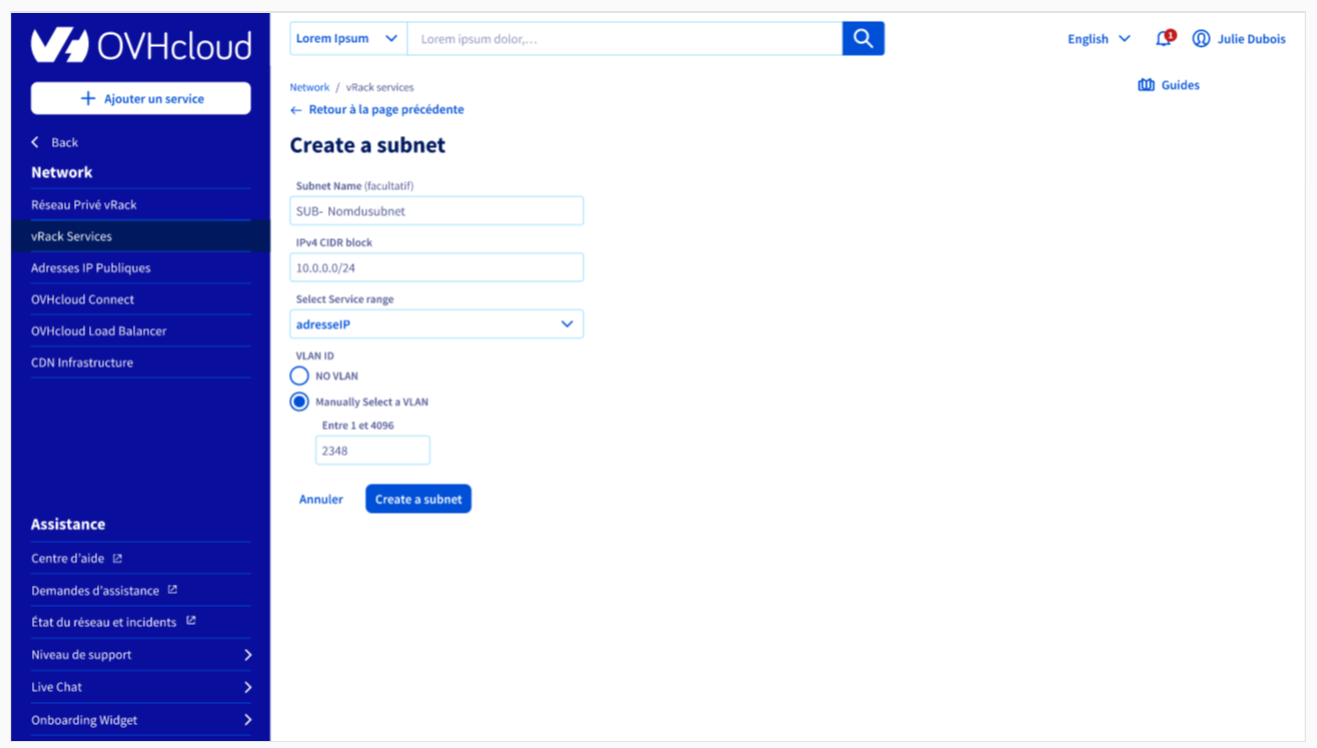 OVHcloud
Ajouter un service
Back
Network
Réseau Privé vRack
vRack Services
Adresses IP Publiques
OVHcloud Connect
OVHcloud Load Balancer
CDN Infrastructure
Assistance
Centre d'aide
Demandes d'assistance
État du réseau et incidents
Niveau de support
Live Chat
Onboarding Widget
Lorem Ipsum Lorem ipsum dolor,...
English 1 Julie Dubois
Network / vRack services
Guides
← Retour à la page précédente
Create a subnet
Subnet Name (facultatif)
SUB- Nomdusubnet
IPv4 CIDR block
10.0.0.0/24
Select Service range
adresseIP
VLAN ID
NO VLAN
Manually Select a VLAN
Entre 1 et 4096
2348
Annuler Create a subnet